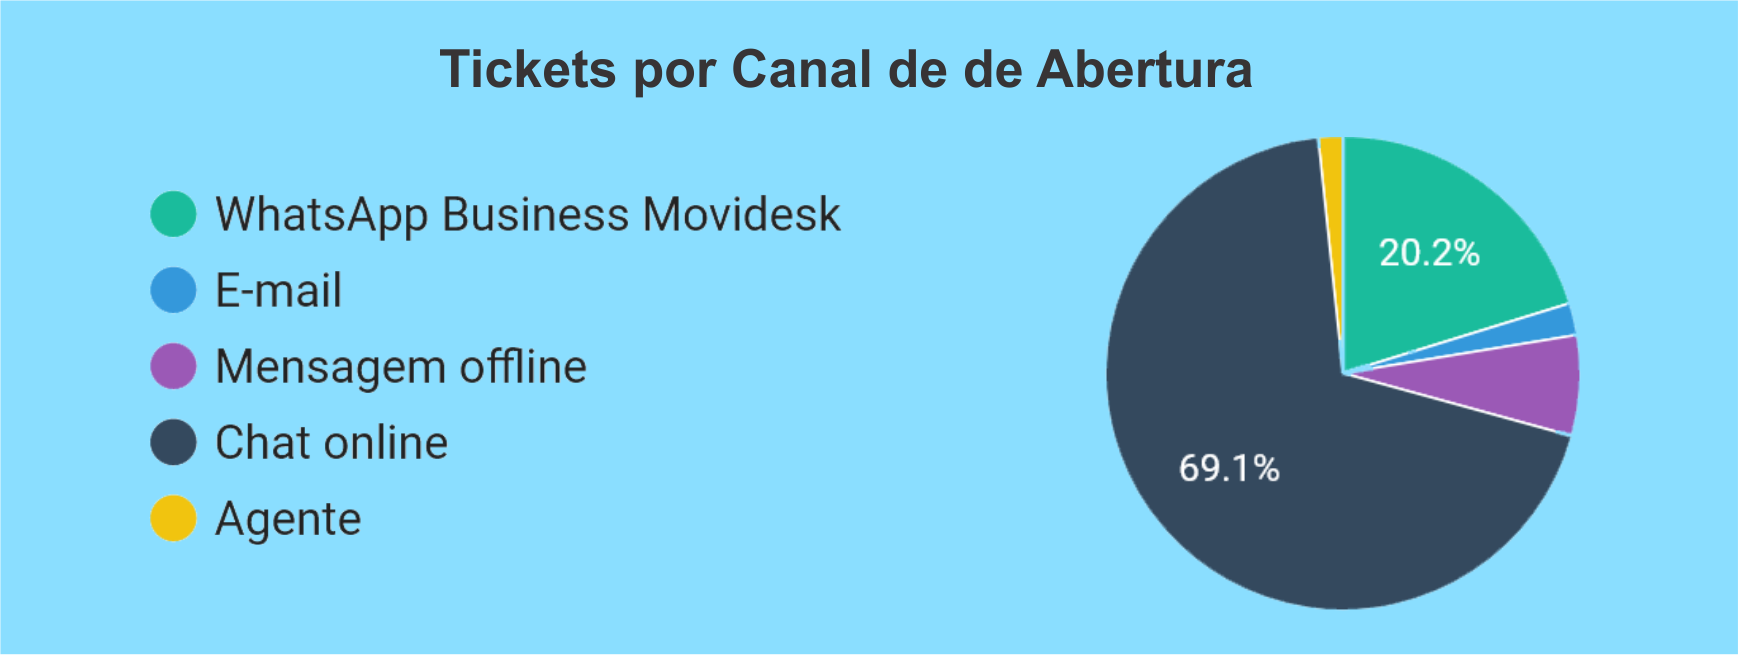 Tickets por Canal de de Abertura
WhatsApp Business Movidesk
E-mail
Mensagem offline
Chat online
Agente
20.2%
69.1%